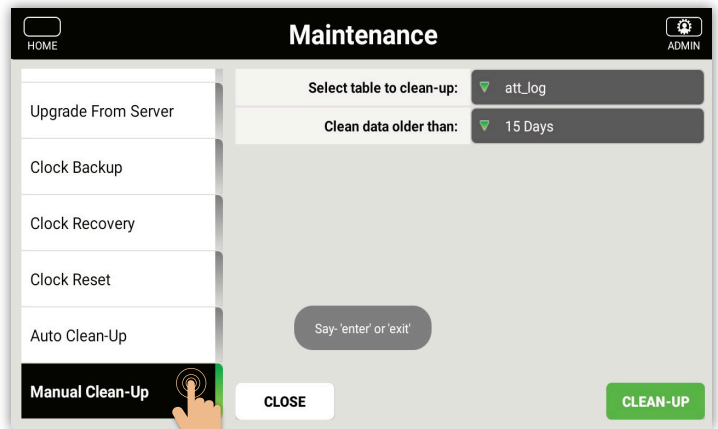 HOME
Maintenance
ADMIN
Upgrade From Server
Clock Backup
Clock Recovery
Clock Reset
Auto Clean-Up
Manual Clean-Up
Select table to clean-up: att_log
Clean data older than: 15 Days
Say- 'enter' or 'exit'
CLOSE
CLEAN-UP